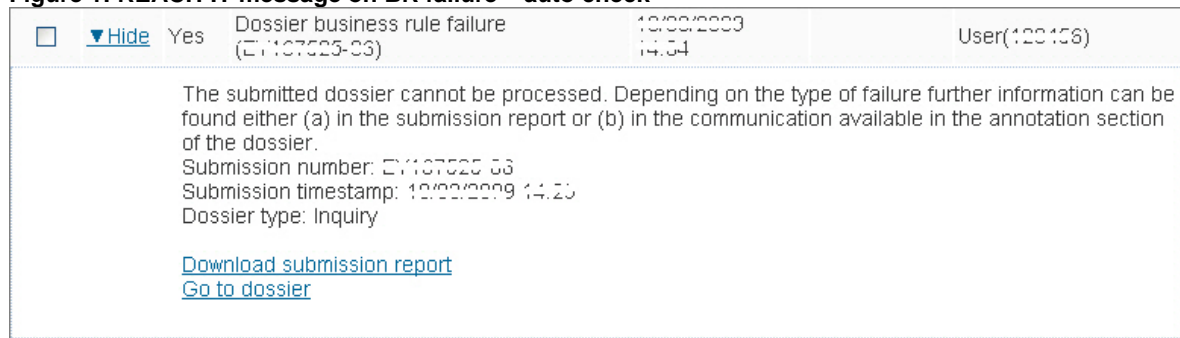 Figure 1: REACH-IT message on BR failure – auto check
▼Hide Yes Dossier business rule failure User(
The submitted dossier cannot be processed. Depending on the type of failure further information can be
found either (a) in the submission report or (b) in the communication available in the annotation section
of the dossier.
Submission number:
Submission timestamp:
Dossier type: Inquiry
Download submission report
Go to dossier